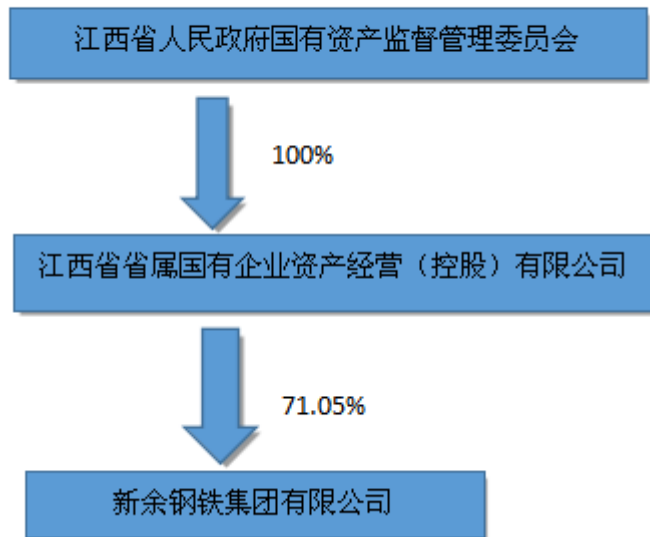 江西省人民政府国有资产监督管理委员会
100%
江西省省属国有企业资产经营（控股）有限公司
71.05%
新余钢铁集团有限公司